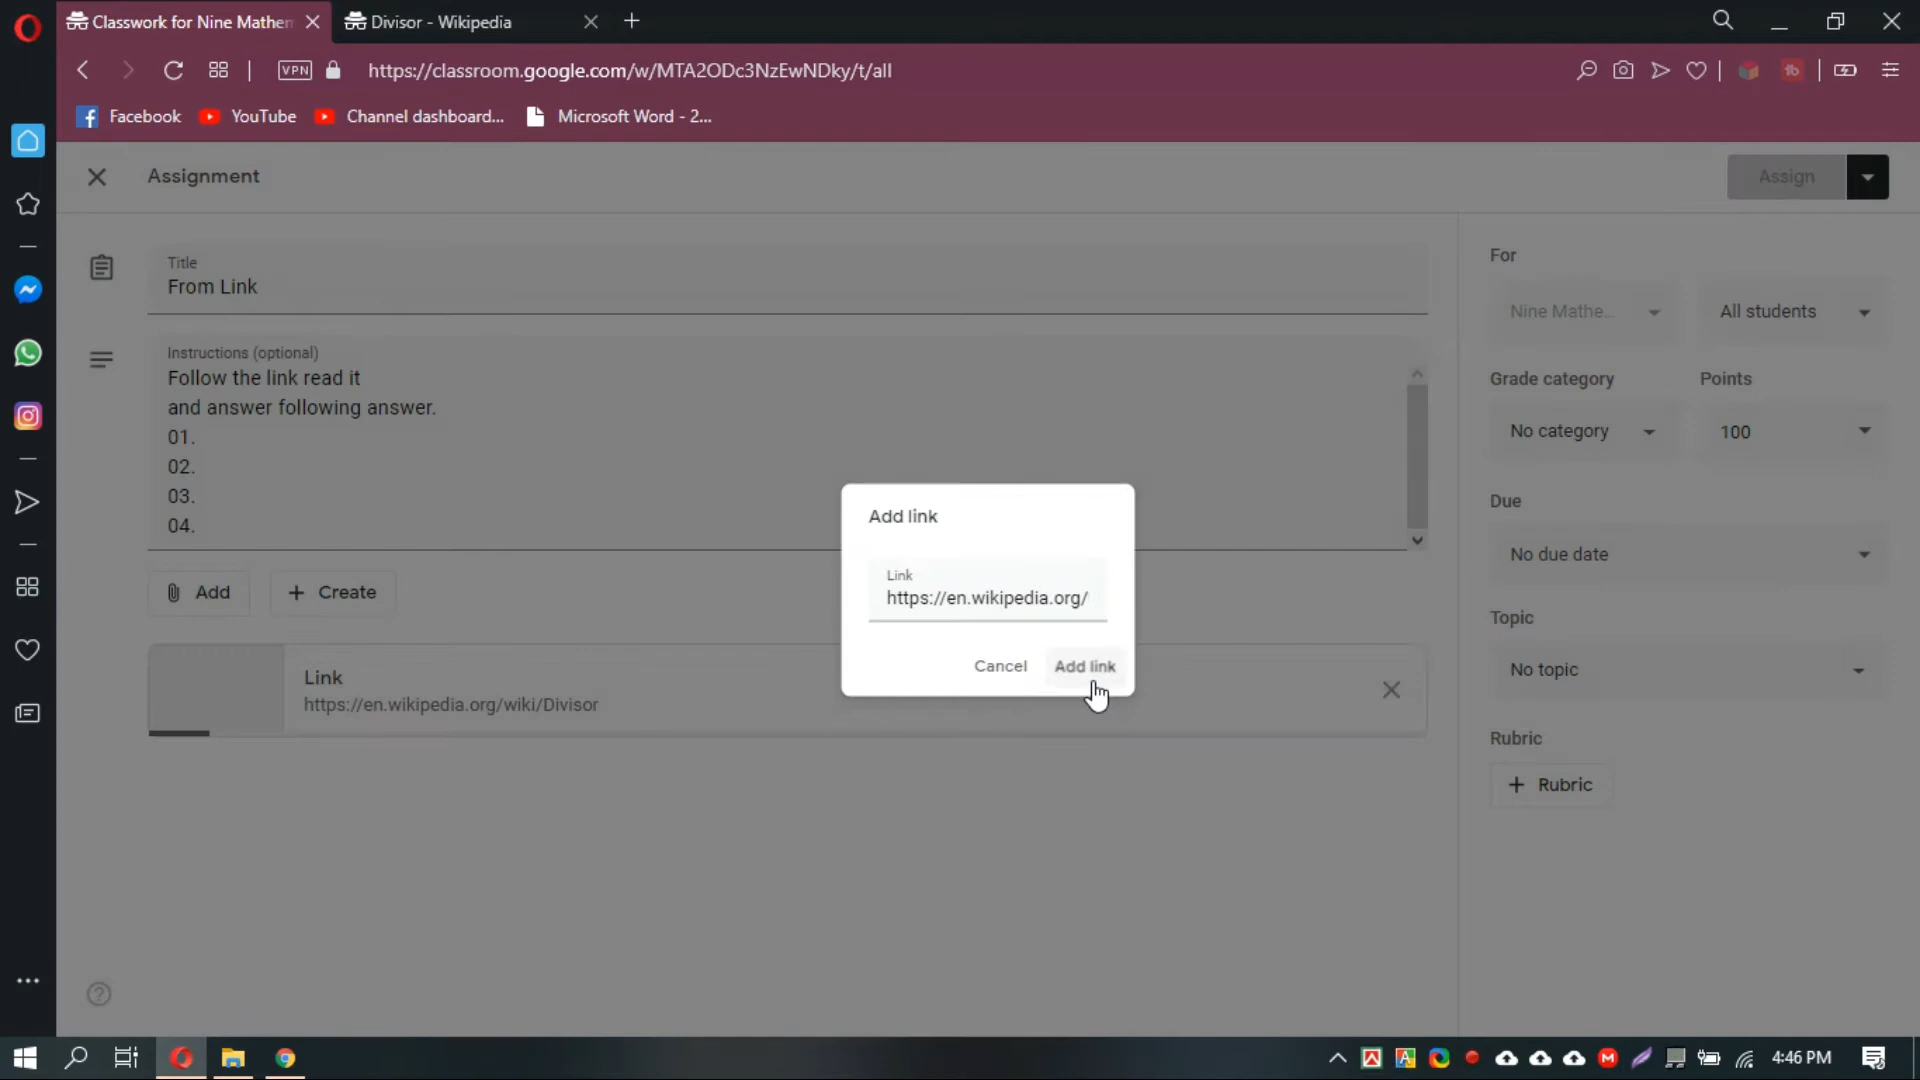 Classwork for Nine Mathem
Divisor - Wikipedia
VPN
https://classroom.google.com/w/MTA2ODc3NzEwNDky/t/all
Facebook
YouTube
Channel dashboard...
Microsoft Word - 2...
Assignment
Assign
Title
From Link
Instructions (optional)
Follow the link read it
and answer following answer.
01.
02.
03.
04.
Add
Create
Link
https://en.wikipedia.org/wiki/Divisor
Add link
Link
https://en.wikipedia.org/
Cancel
Add link
For
Nine Mathe...
All students
Grade category
Points
No category
100
Due
No due date
Topic
No topic
Rubric
Rubric
4:46 PM